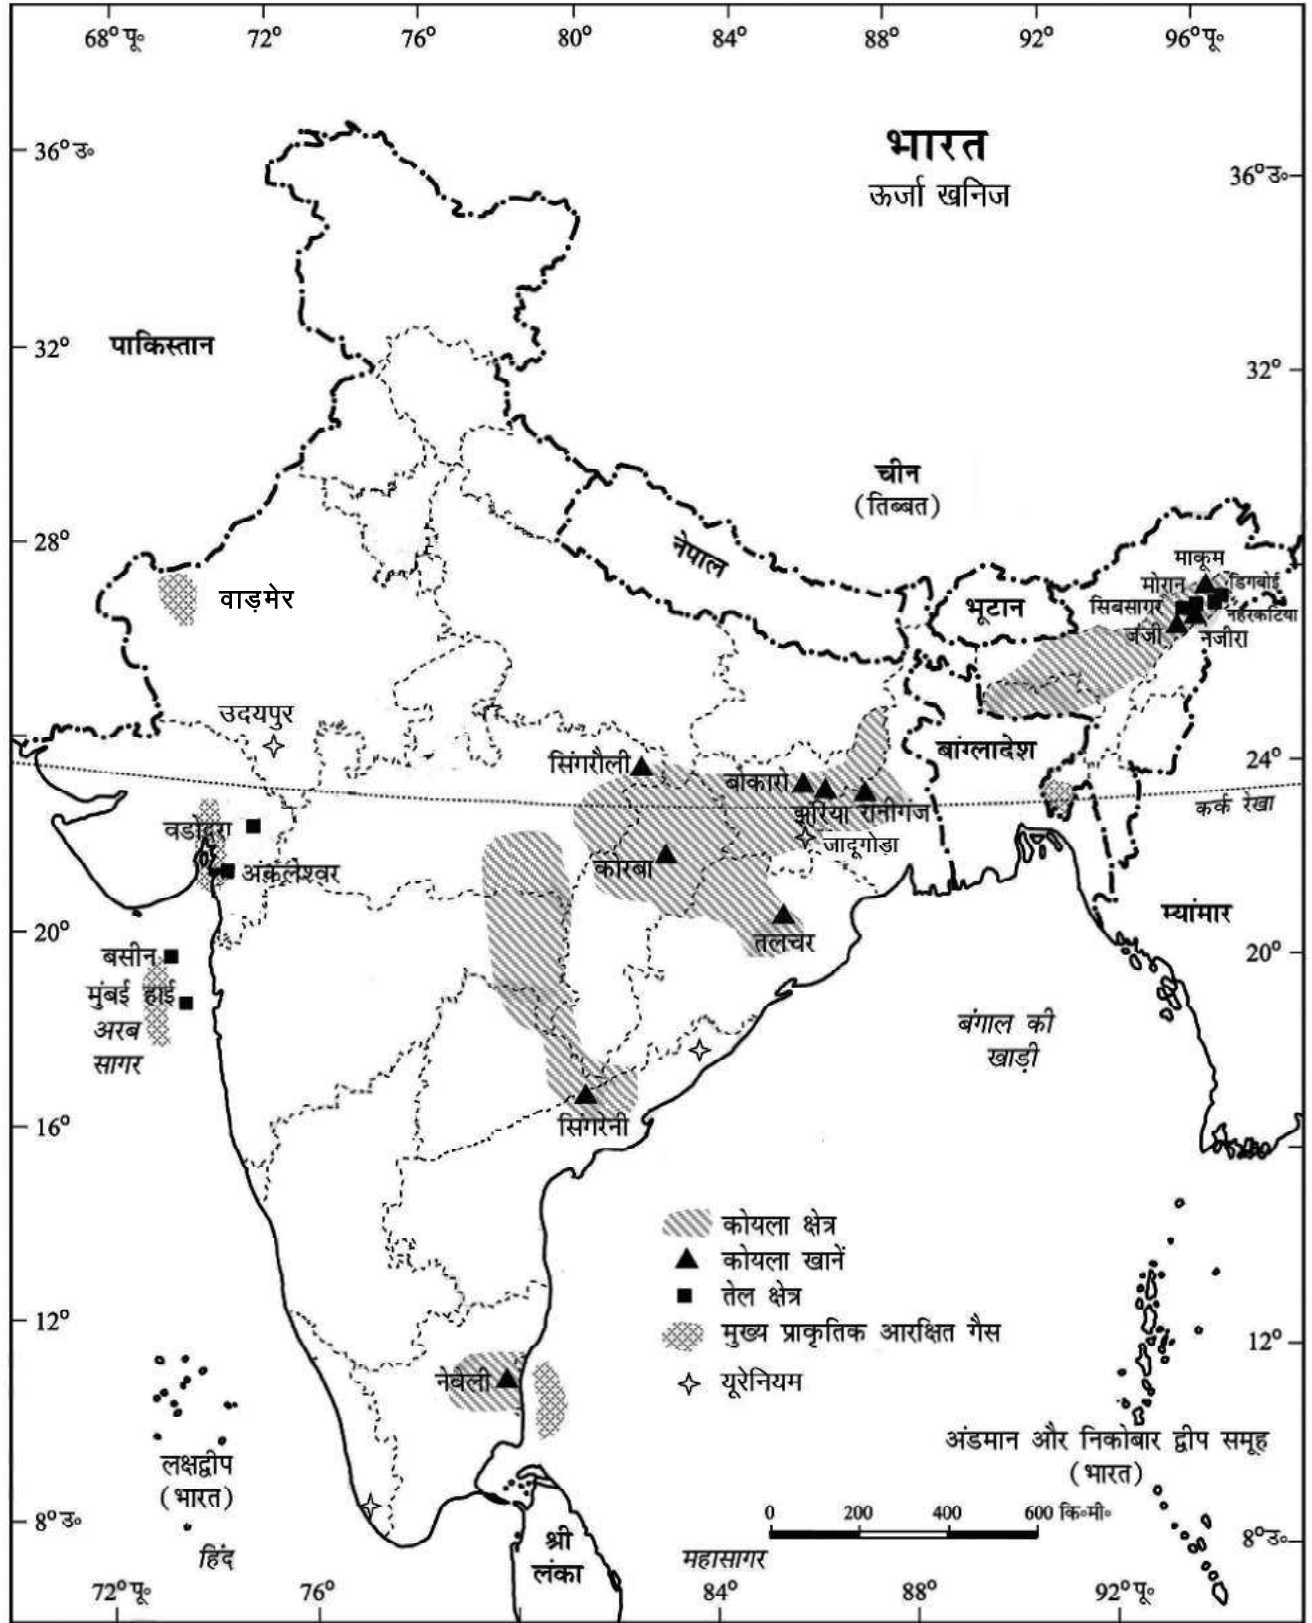 68° पू॰
72°
76°
80°
84°
88°
92°
96° पू॰
भारत
ऊर्जा खनिज
36° उ॰
36° उ॰
पाकिस्तान
32°
32°
चीन
(तिब्बत)
28°
नेपाल
माकूम
मोरान
डिगबोई
वाड़मेर
भूटान
सिबसागर
नहरकटिया
जंजी
नजीरा
उदयपुर
सिंगरौली
बांग्लादेश
24°
बोकारो
कर्क रेखा
झरिया
रानीगंज
वडोदरा
जादूगोड़ा
कोरबा
अंकलेश्वर
म्यांमार
20°
तलचर
20°
बसीन
मुंबई हाई
अरब
सागर
बंगाल की
खाड़ी
16°
सिंगरेनी
कोयला क्षेत्र
कोयला खानें
तेल क्षेत्र
मुख्य प्राकृतिक आरक्षित गैस
यूरेनियम
12°
12°
नेवेली
अंडमान और निकोबार द्वीप समूह
(भारत)
लक्षद्वीप
(भारत)
0
200
400
600 कि॰मी॰
8° उ॰
8° उ॰
हिंद
श्री
लंका
महासागर
72° पू॰
76°
84°
88°
92° पू॰